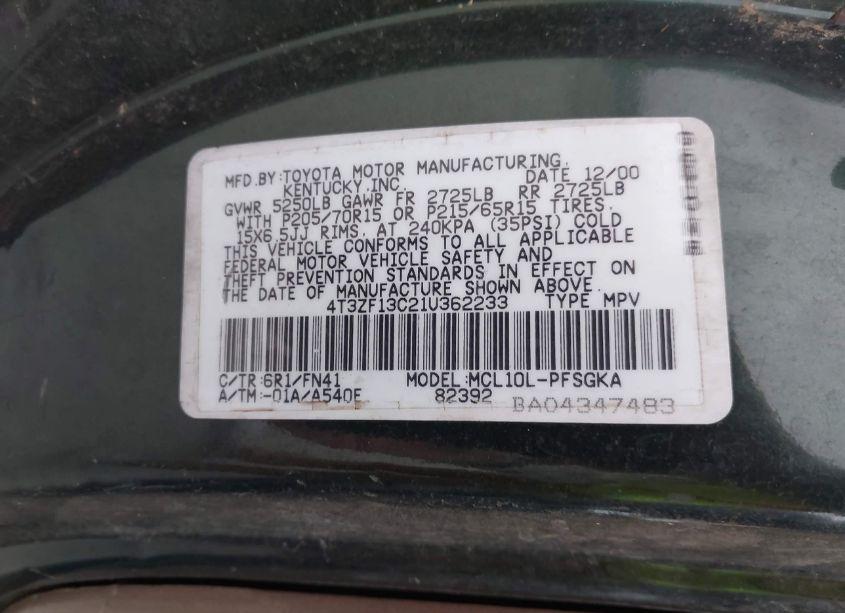 MFD.BY:TOYOTA MOTOR MANUFACTURING.
KENTUCKY.INC. DATE 12/00
GVWR 5250LB GAWR FR 2725LB RR 2725LB
WITH P205/70R15 OR P215/65R15 TIRES.
15X6.5JJ RIMS. AT 240KPA (35PSI) COLD
THIS VEHICLE CONFORMS TO ALL APPLICABLE
FEDERAL MOTOR VEHICLE SAFETY AND
THEFT PREVENTION STANDARDS IN EFFECT ON
THE DATE OF MANUFACTURE SHOWN ABOVE.
4T3ZF13C21U362233 TYPE MPV
C/TR:6R1/FN41 MODEL:MCL10L-PFSGKA
A/TM:-01A/A540E 82392 BA04347483